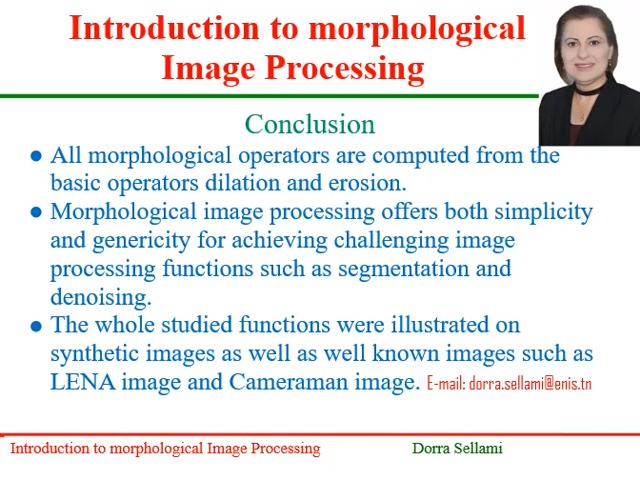 Introduction to morphological
Image Processing
Conclusion
● All morphological operators are computed from the
basic operators dilation and erosion.
● Morphological image processing offers both simplicity
and genericity for achieving challenging image
processing functions such as segmentation and
denoising.
● The whole studied functions were illustrated on
synthetic images as well as well known images such as
LENA image and Cameraman image. E-mail: dorra.sellami@enis.tn
Introduction to morphological Image Processing Dorra Sellami